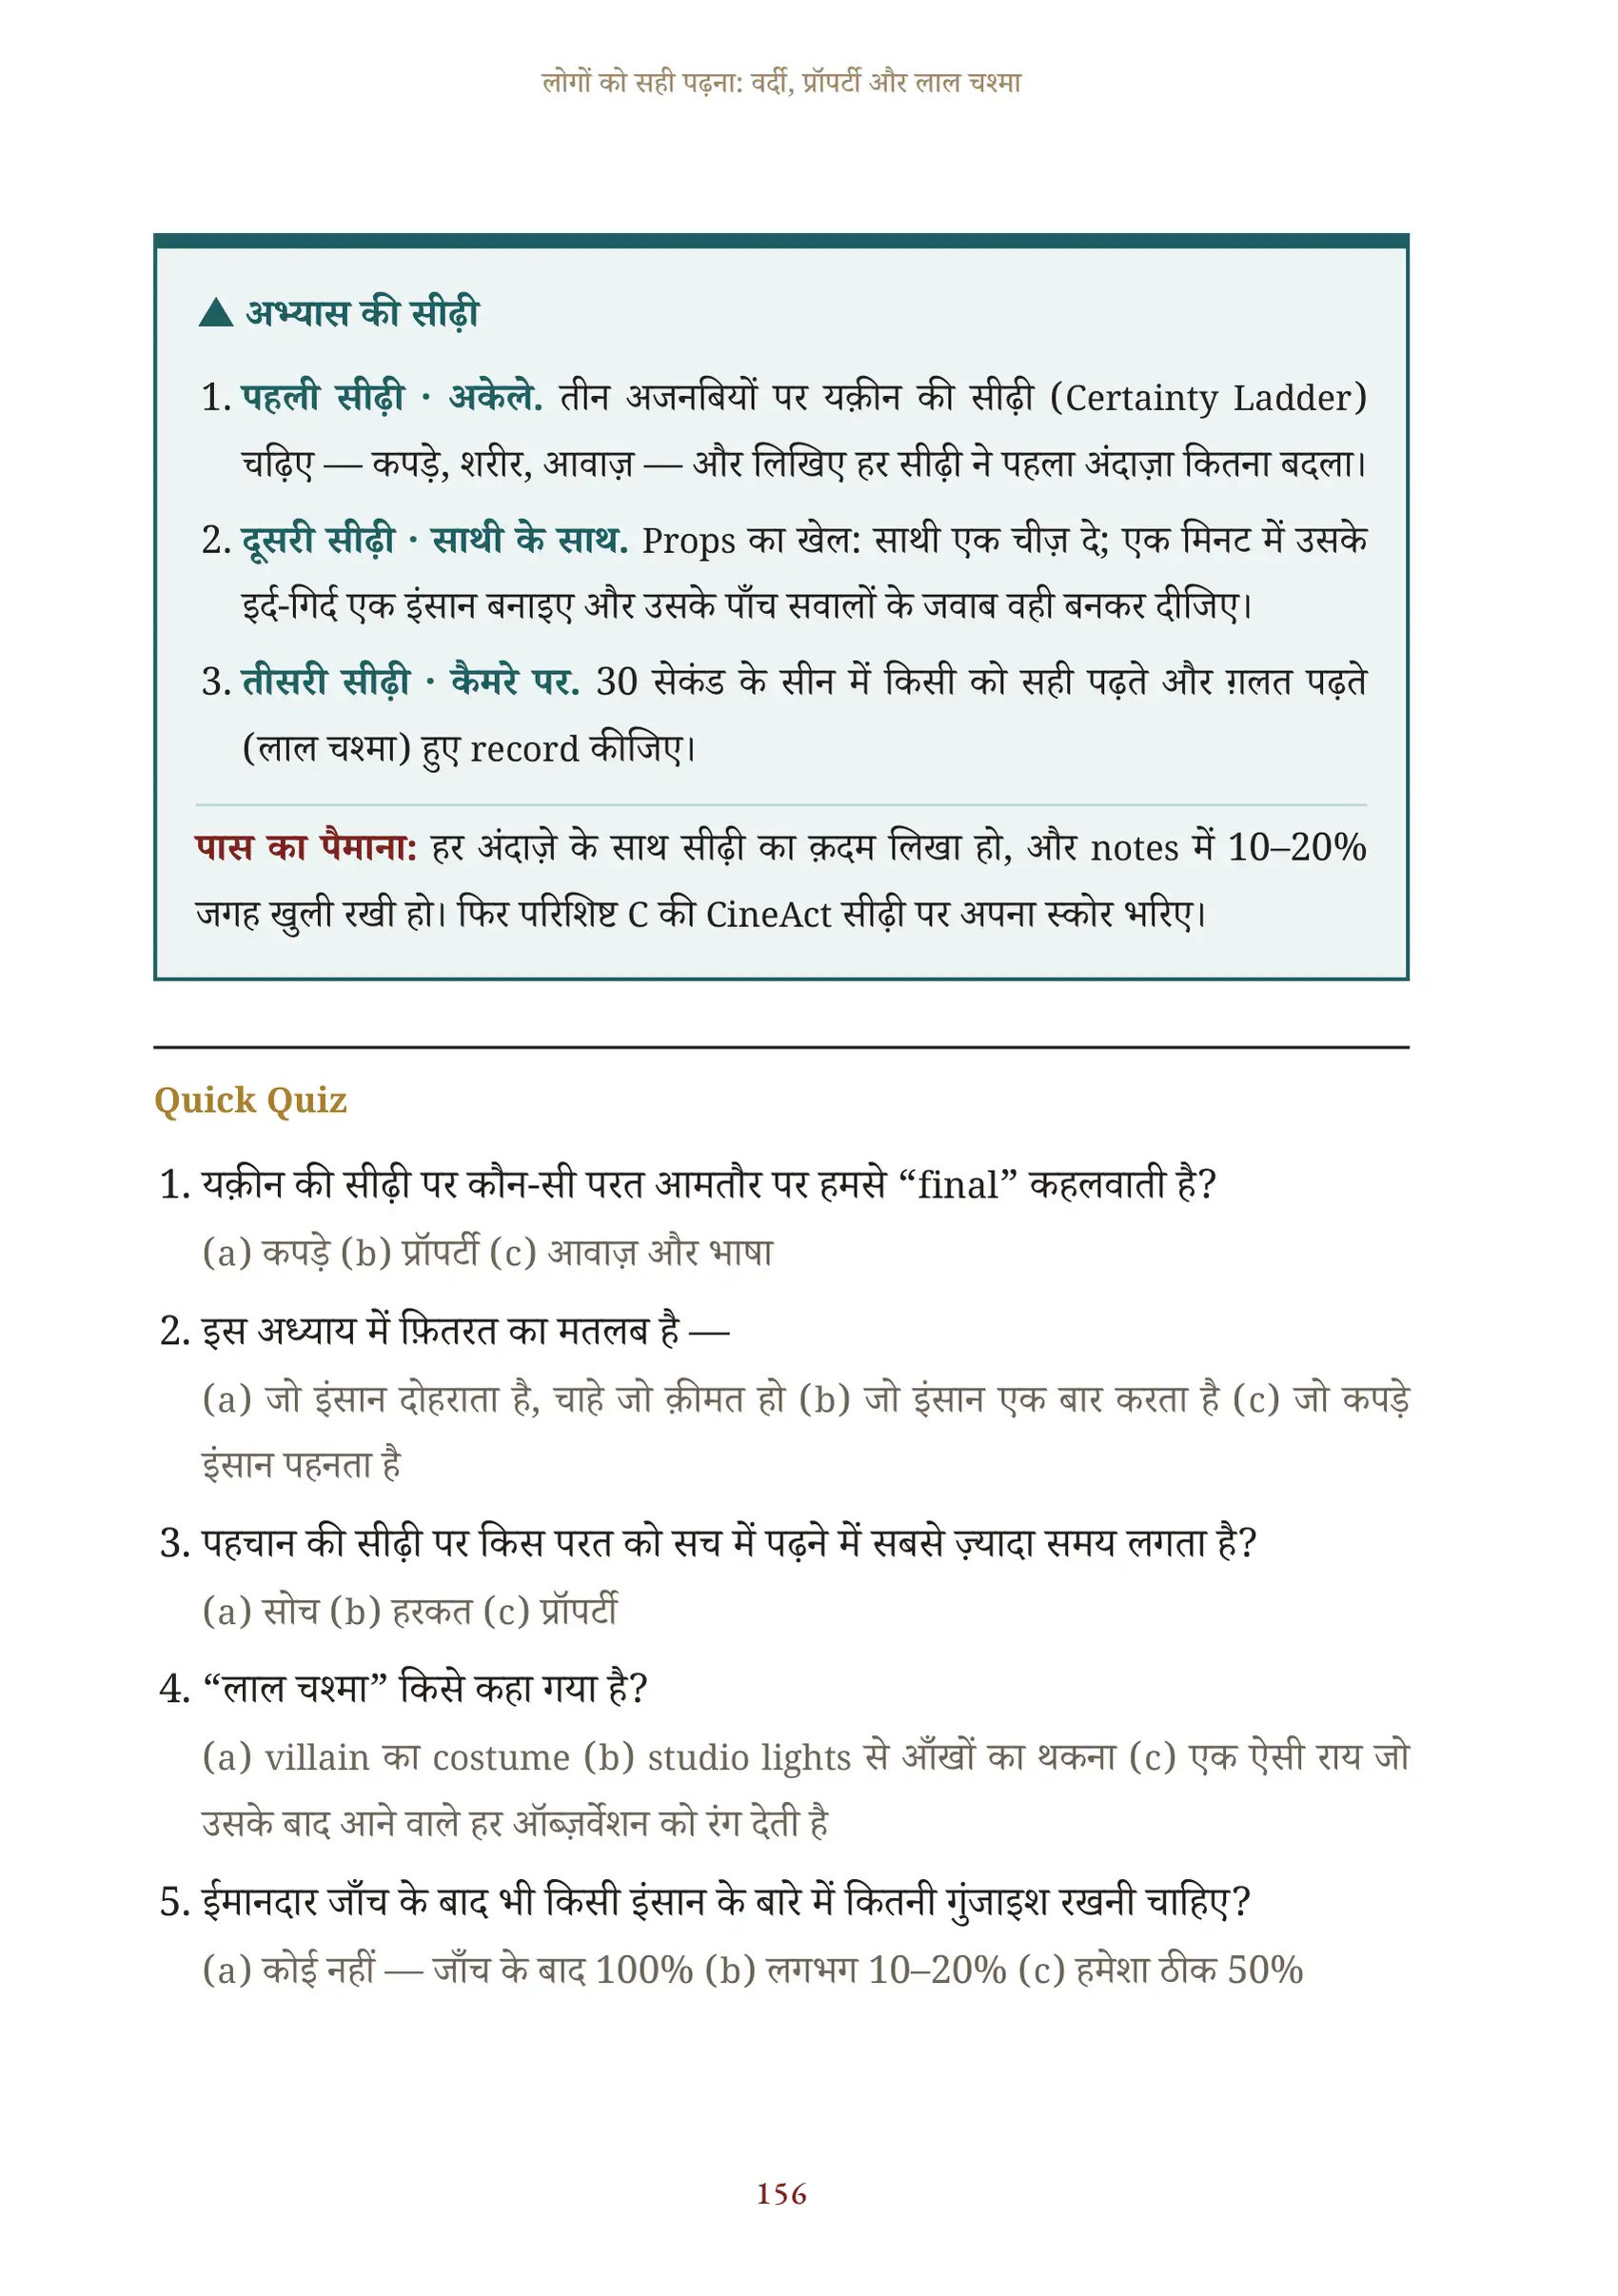 लोगों को सही पढ़ना: वर्दी, प्रॉपर्टी और लाल चश्मा
▲ अभ्यास की सीढ़ी
1. पहली सीढ़ी · अकेले. तीन अजनबियों पर यक़ीन की सीढ़ी (Certainty Ladder)
चढ़िए — कपड़े, शरीर, आवाज़ — और लिखिए हर सीढ़ी ने पहला अंदाज़ा कितना बदला।
2. दूसरी सीढ़ी · साथी के साथ. Props का खेल: साथी एक चीज़ दे; एक मिनट में उसके
इर्द-गिर्द एक इंसान बनाइए और उसके पाँच सवालों के जवाब वही बनकर दीजिए।
3. तीसरी सीढ़ी · कैमरे पर. 30 सेकंड के सीन में किसी को सही पढ़ते और ग़लत पढ़ते
(लाल चश्मा) हुए record कीजिए।
पास का पैमाना: हर अंदाज़े के साथ सीढ़ी का क़दम लिखा हो, और notes में 10–20%
जगह खुली रखी हो। फिर परिशिष्ट C की CineAct सीढ़ी पर अपना स्कोर भरिए।
Quick Quiz
1. यक़ीन की सीढ़ी पर कौन-सी परत आमतौर पर हमसे “final” कहलवाती है?
(a) कपड़े (b) प्रॉपर्टी (c) आवाज़ और भाषा
2. इस अध्याय में फ़ितरत का मतलब है —
(a) जो इंसान दोहराता है, चाहे जो क़ीमत हो (b) जो इंसान एक बार करता है (c) जो कपड़े
इंसान पहनता है
3. पहचान की सीढ़ी पर किस परत को सच में पढ़ने में सबसे ज़्यादा समय लगता है?
(a) सोच (b) हरकत (c) प्रॉपर्टी
4. “लाल चश्मा” किसे कहा गया है?
(a) villain का costume (b) studio lights से आँखों का थकना (c) एक ऐसी राय जो
उसके बाद आने वाले हर ऑब्ज़र्वेशन को रंग देती है
5. ईमानदार जाँच के बाद भी किसी इंसान के बारे में कितनी गुंजाइश रखनी चाहिए?
(a) कोई नहीं — जाँच के बाद 100% (b) लगभग 10–20% (c) हमेशा ठीक 50%
156